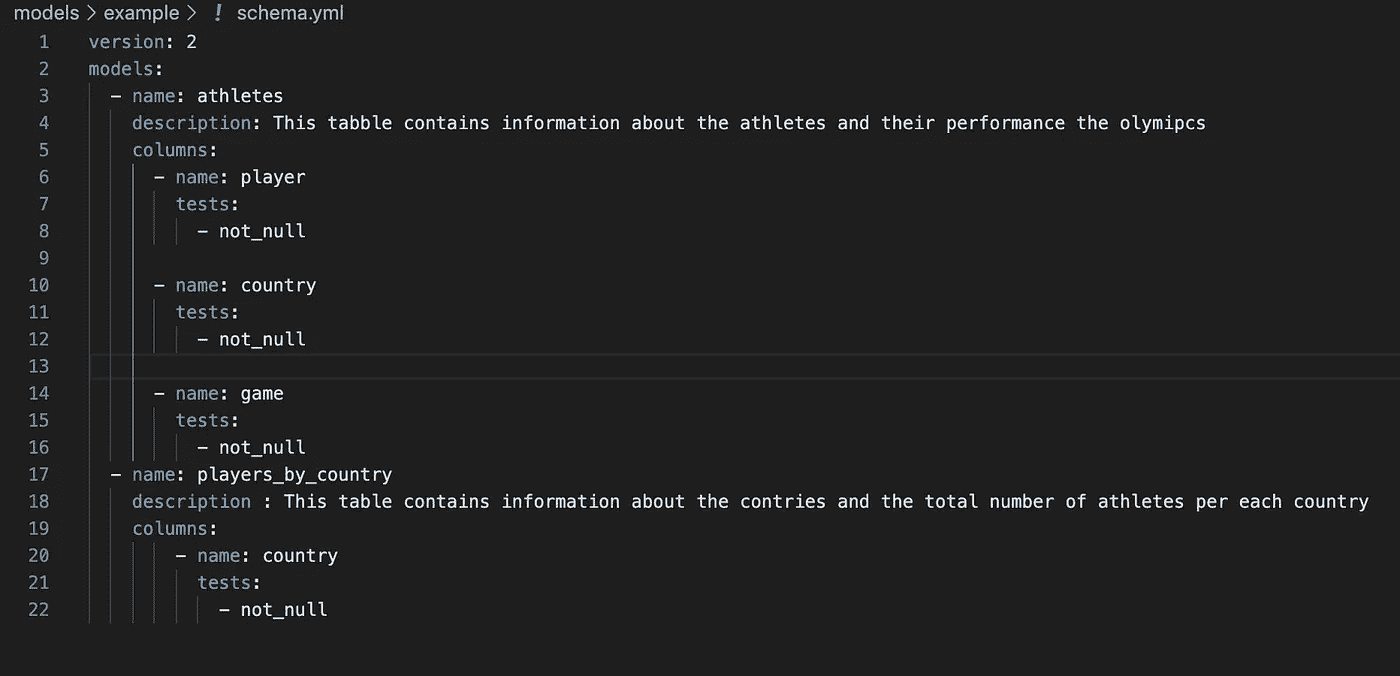 models > example > ! schema.yml
1 version: 2
2 models:
3   - name: athletes
4     description: This tabble contains information about the athletes and their performance the olymipcs
5     columns:
6       - name: player
7         tests:
8           - not_null
9
10       - name: country
11         tests:
12           - not_null
13
14       - name: game
15         tests:
16           - not_null
17   - name: players_by_country
18     description : This table contains information about the contries and the total number of athletes per each country
19     columns:
20         - name: country
21           tests:
22             - not_null